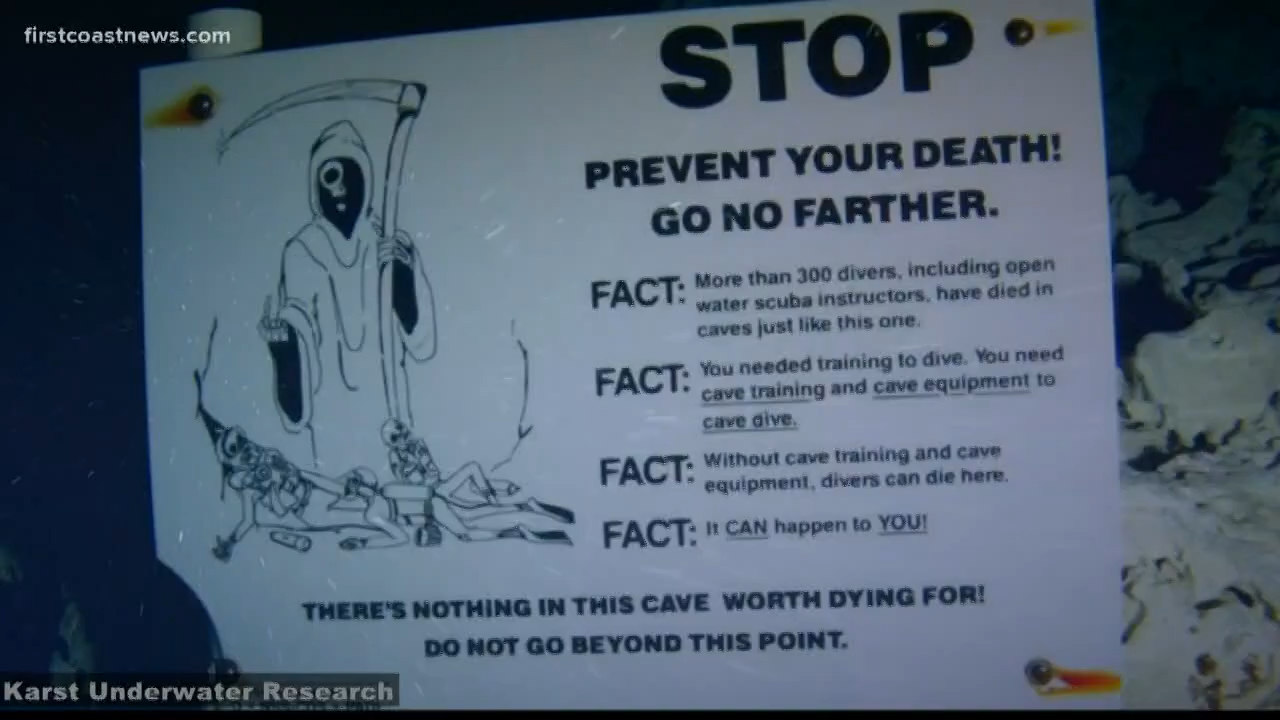 firstcoastnews.com
STOP
PREVENT YOUR DEATH!
GO NO FARTHER.
FACT: More than 300 divers, including open
water scuba instructors, have died in
caves just like this one.
FACT: You needed training to dive. You need
cave training and cave equipment to
cave dive.
FACT: Without cave training and cave
equipment, divers can die here.
FACT: It CAN happen to YOU!
THERE'S NOTHING IN THIS CAVE WORTH DYING FOR!
DO NOT GO BEYOND THIS POINT.
Karst Underwater Research